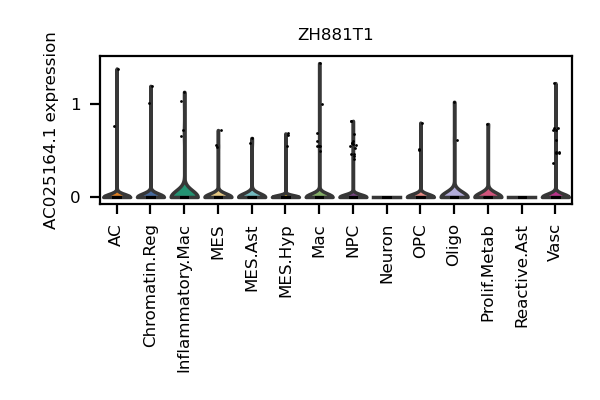 ZH881T1
AC025164.1 expression
1
0
AC
Chromatin.Reg
Inflammatory.Mac
MES
MES.Ast
MES.Hyp
Mac
NPC
Neuron
OPC
Oligo
Prolif.Metab
Reactive.Ast
Vasc